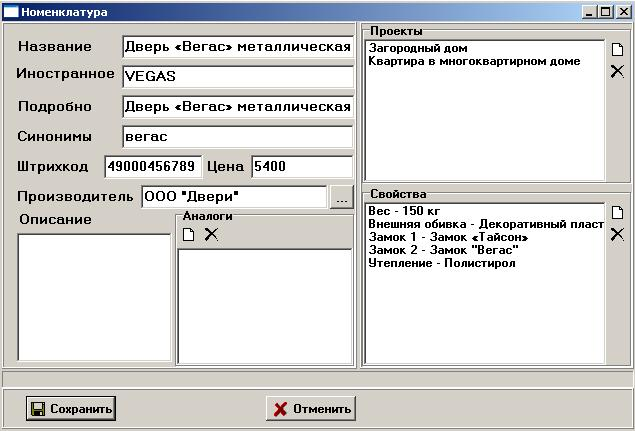 Номенклатура
Название Дверь «Вегас» металлическая
Иностранное VEGAS
Подробно Дверь «Вегас» металлическая
Синонимы вегас
Штрихкод 49000456789 Цена 5400
Производитель ООО "Двери" ...
Описание
Аналоги
Проекты
Загородный дом
Квартира в многоквартирном доме
Свойства
Вес - 150 кг
Внешняя обивка - Декоративный пласт
Замок 1 - Замок «Тайсон»
Замок 2 - Замок "Вегас"
Утепление - Полистирол
Сохранить
Отменить